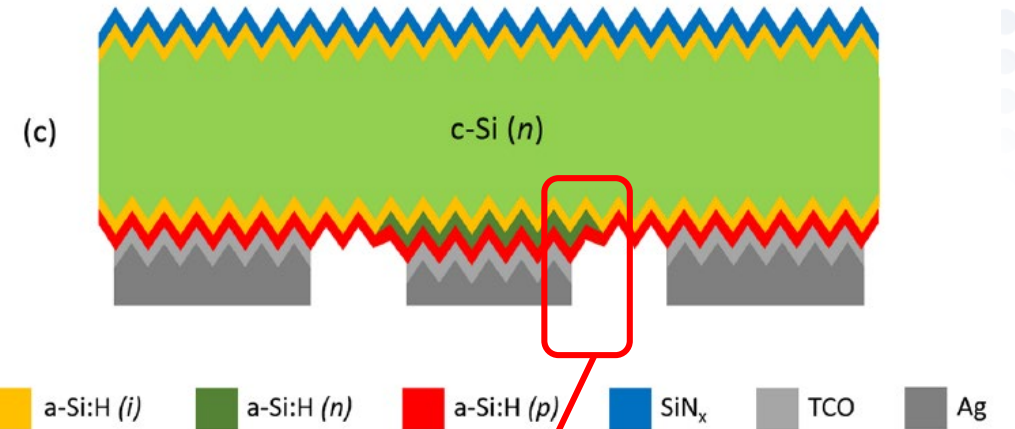 (c)
c-Si (n)
a-Si:H (i) a-Si:H (n) a-Si:H (p) SiNₓ TCO Ag